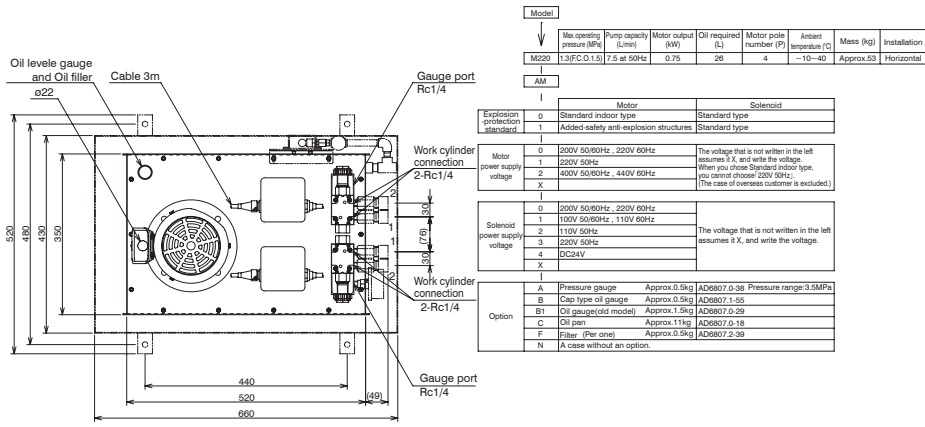 Oil levele gauge
and Oil filler
ø22
Cable 3m
Gauge port
Rc1/4
Work cylinder
connection
2-Rc1/4
2
30
1
(76)
1
30
2
Work cylinder
connection
2-Rc1/4
Gauge port
Rc1/4
520
480
430
350
440
520
(49)
660
Model
Max.operating pressure (MPa) Pump capacity (L/min) Motor output (kW) Oil required (L) Motor pole number (P) Ambient temperature (℃) Mass (kg) Installation
M220 1.3(F.C.O.1.5) 7.5 at 50Hz 0.75 26 4 −10−40 Approx.53 Horizontal
AM
Motor Solenoid
Explosion-protection standard
0 Standard indoor type Standard type
1 Added-safety anti-explosion structures Standard type
Motor power supply voltage
0 200V 50/60Hz , 220V 60Hz
1 220V 50Hz
2 400V 50/60Hz , 440V 60Hz
X
The voltage that is not written in the left
assumes it X, and write the voltage.
When you chose Standard indoor type,
you cannot choose「220V 50Hz」.
(The case of overseas customer is excluded.)
Solenoid power supply voltage
0 200V 50/60Hz , 220V 60Hz
1 100V 50/60Hz , 110V 60Hz
2 110V 50Hz
3 220V 50Hz
4 DC24V
X
The voltage that is not written in the left
assumes it X, and write the voltage.
Option
A Pressure gauge Approx.0.5kg AD6807.0-38 Pressure range:3.5MPa
B Cap type oil gauge Approx.0.5kg AD6807.1-55
B1 Oil gauge(old model) Approx.1.5kg AD6807.0-29
C Oil pan Approx.11kg AD6807.0-18
F Filter (Per one) Approx.0.5kg AD6807.2-39
N A case without an option.